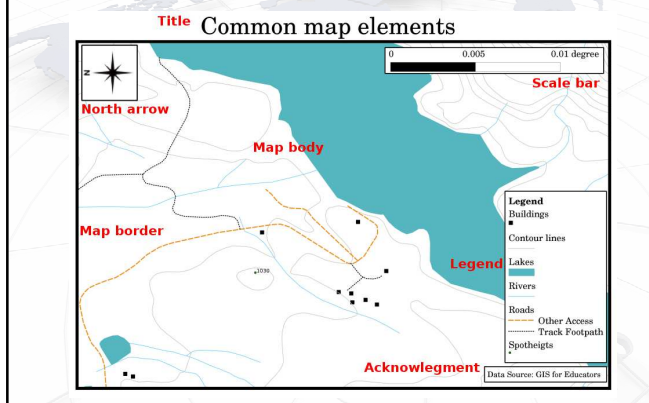 Title Common map elements
0 0.005 0.01 degree
Scale bar
N
North arrow
Map body
Map border
Legend
Buildings
Contour lines
Legend
Lakes
Rivers
Roads
Other Access
Track Footpath
Spotheigts
1030
Acknowlegment
Data Source: GIS for Educators